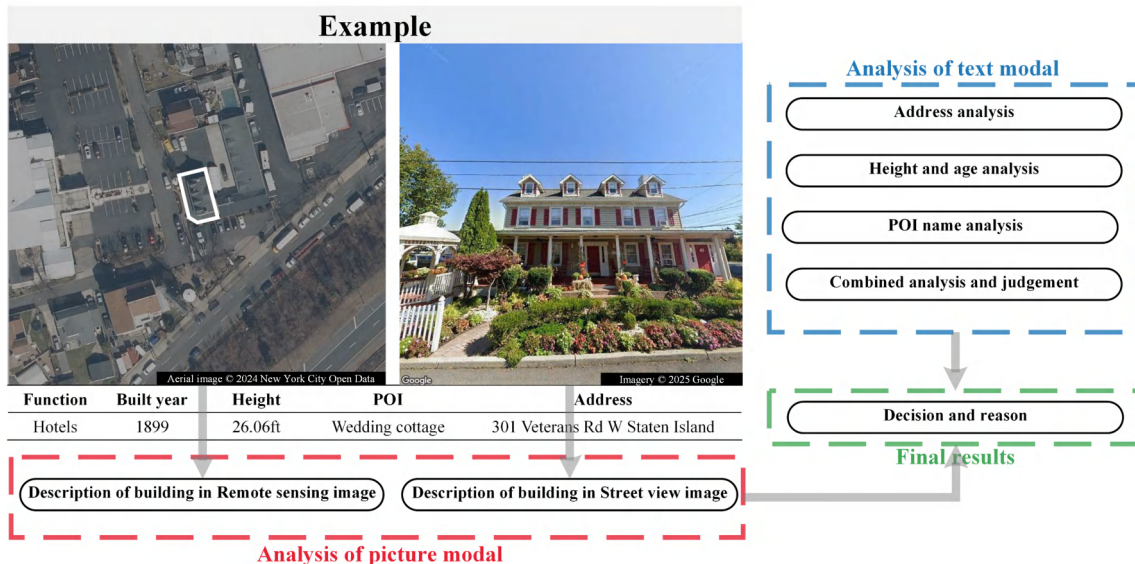 Example
Analysis of text modal
Address analysis
Height and age analysis
POI name analysis
Combined analysis and judgement
Aerial image © 2024 New York City Open Data
Google
Imagery © 2025 Google
Function Built year Height POI Address
Hotels 1899 26.06ft Wedding cottage 301 Veterans Rd W Staten Island
Decision and reason
Final results
Description of building in Remote sensing image
Description of building in Street view image
Analysis of picture modal